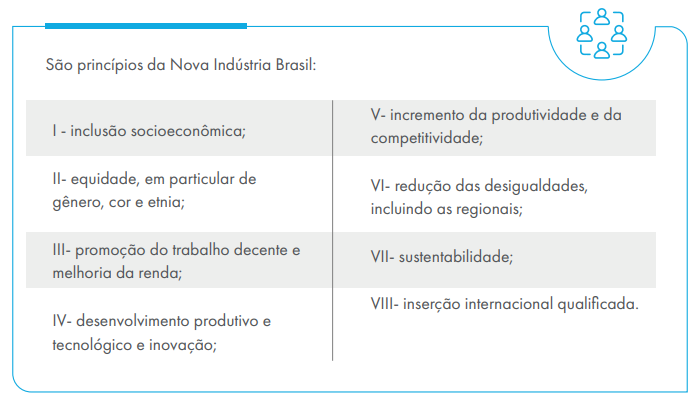 São princípios da Nova Indústria Brasil:
I - inclusão socioeconômica;
II- equidade, em particular de
gênero, cor e etnia;
III- promoção do trabalho decente e
melhoria da renda;
IV- desenvolvimento produtivo e
tecnológico e inovação;
V- incremento da produtividade e da
competitividade;
VI- redução das desigualdades,
incluindo as regionais;
VII- sustentabilidade;
VIII- inserção internacional qualificada.